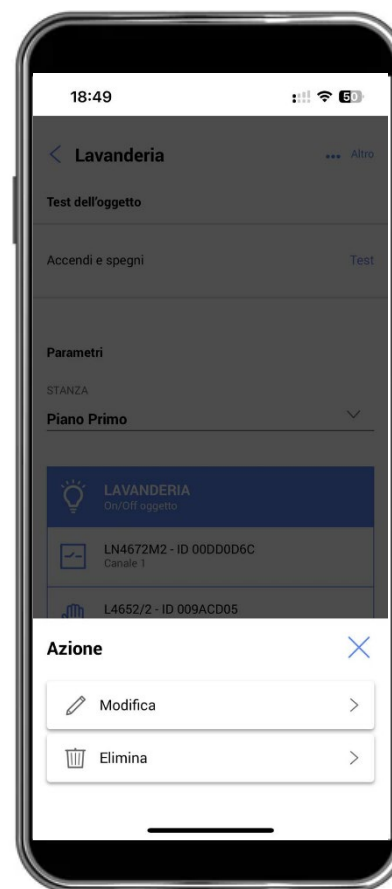 18:49
50
Lavanderia
Altro
Test dell'oggetto
Accendi e spegni
Test
Parametri
STANZA
Piano Primo
LAVANDERIA
On/Off oggetto
LN4672M2 - ID 00DD0D6C
Canale 1
L4652/2 - ID 009ACD05
Azione
Modifica
Elimina